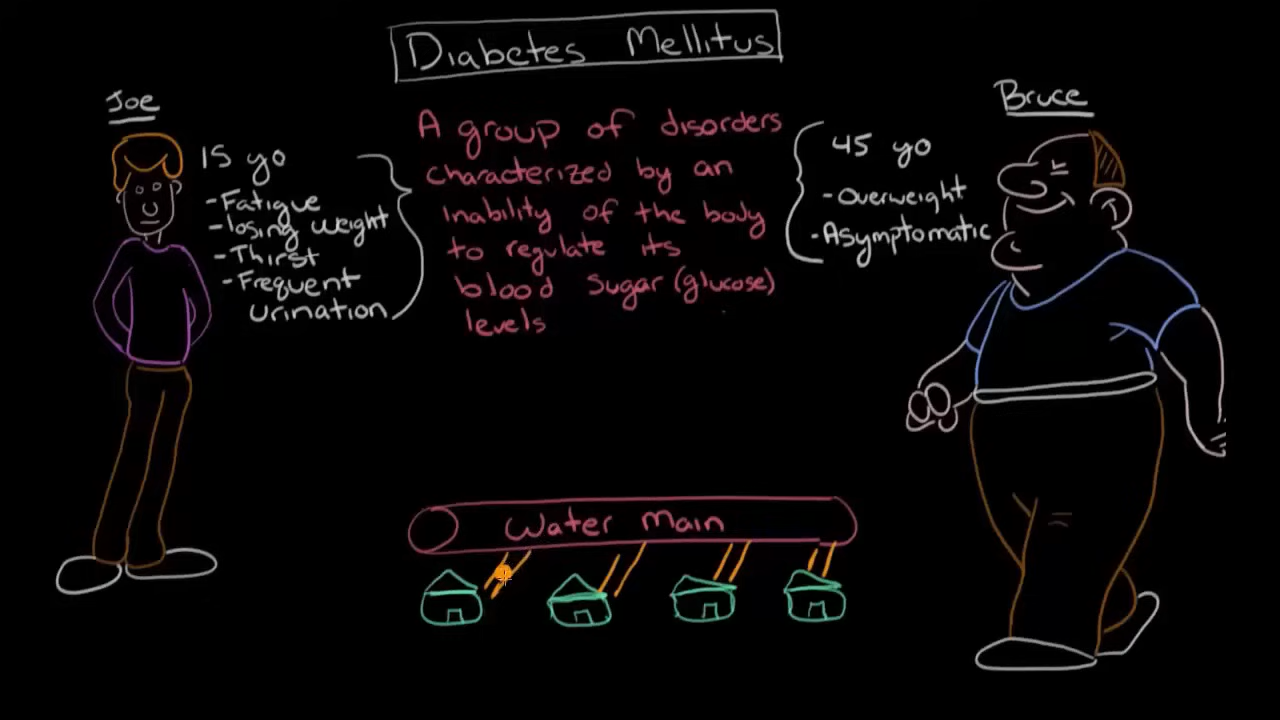 Diabetes Mellitus
Joe
15 yo
-Fatigue
-losing weight
-Thirst
-Frequent
urination
A group of disorders
characterized by an
inability of the body
to regulate its
blood sugar (glucose)
levels
Bruce
45 yo
-Overweight
-Asymptomatic
Water Main